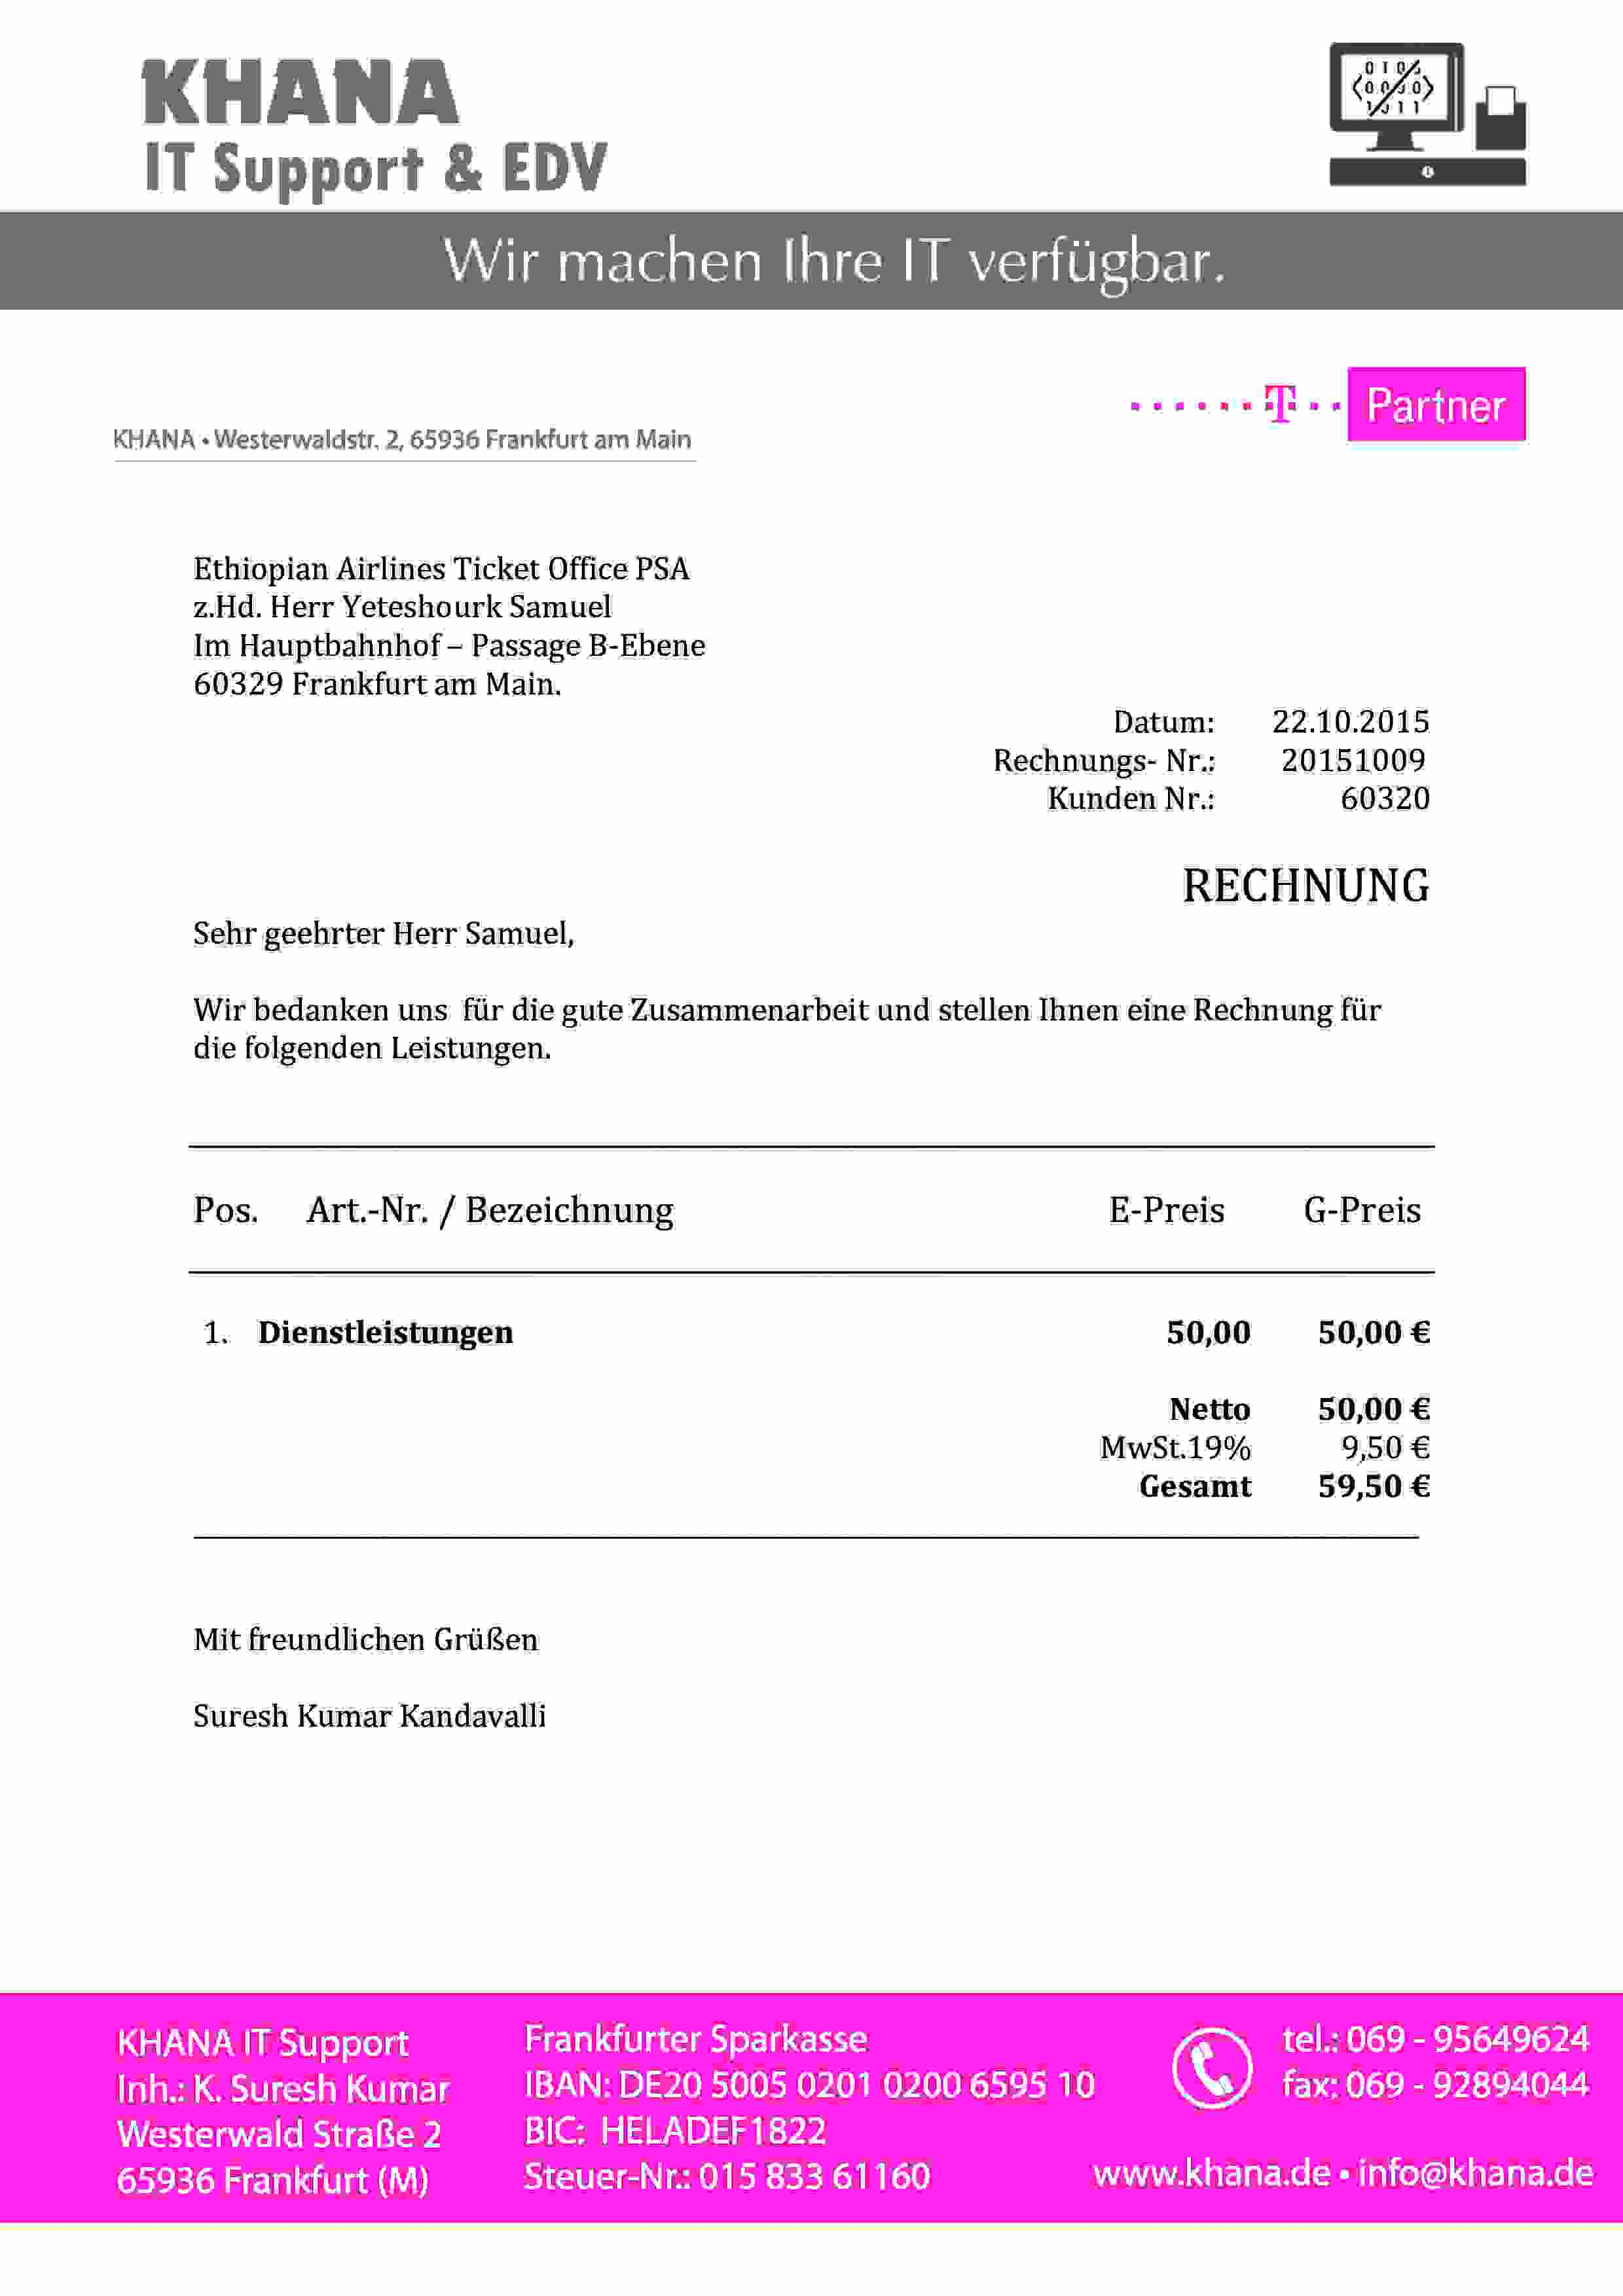 KHANA
IT Support & EDV
Wir machen Ihre IT verfügbar.
T Partner
KHANA • Westerwaldstr. 2, 65936 Frankfurt am Main
Ethiopian Airlines Ticket Office PSA
z.Hd. Herr Yeteshourk Samuel
Im Hauptbahnhof – Passage B-Ebene
60329 Frankfurt am Main.
Datum: 22.10.2015
Rechnungs- Nr.: 20151009
Kunden Nr.: 60320
RECHNUNG
Sehr geehrter Herr Samuel,
Wir bedanken uns für die gute Zusammenarbeit und stellen Ihnen eine Rechnung für
die folgenden Leistungen.
Pos. Art.-Nr. / Bezeichnung E-Preis G-Preis
1. Dienstleistungen 50,00 50,00 €
Netto 50,00 €
MwSt.19% 9,50 €
Gesamt 59,50 €
Mit freundlichen Grüßen
Suresh Kumar Kandavalli
KHANA IT Support
Inh.: K. Suresh Kumar
Westerwald Straße 2
65936 Frankfurt (M)
Frankfurter Sparkasse
IBAN: DE20 5005 0201 0200 6595 10
BIC: HELADEF1822
Steuer-Nr.: 015 833 61160
tel.: 069 - 95649624
fax: 069 - 92894044
www.khana.de • info@khana.de